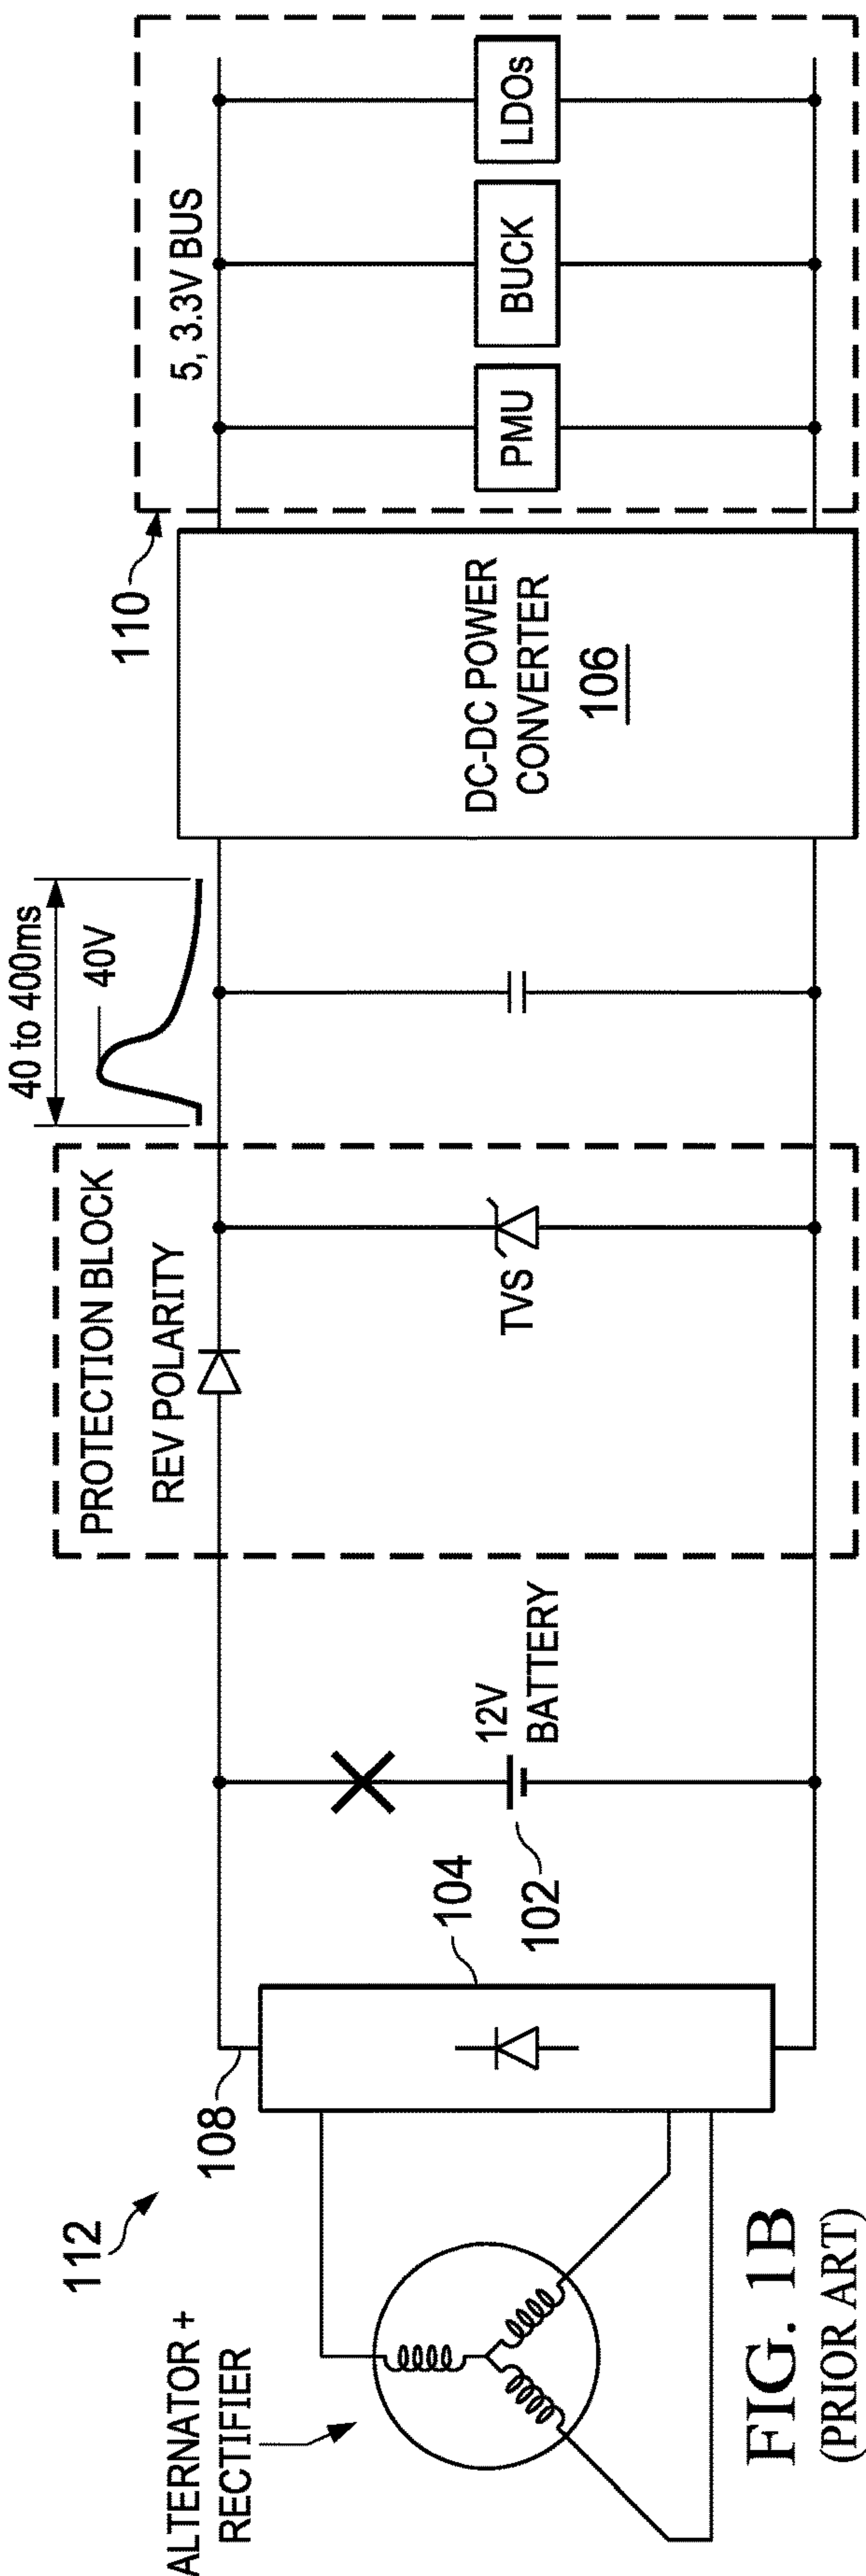 ALTERNATOR +
RECTIFIER
112
108
104
102
12V
BATTERY
PROTECTION BLOCK
REV POLARITY
TVS
40 to 400ms
40V
DC-DC POWER
CONVERTER
106
110
5, 3.3V BUS
PMU
BUCK
LDOs
FIG. 1B
(PRIOR ART)